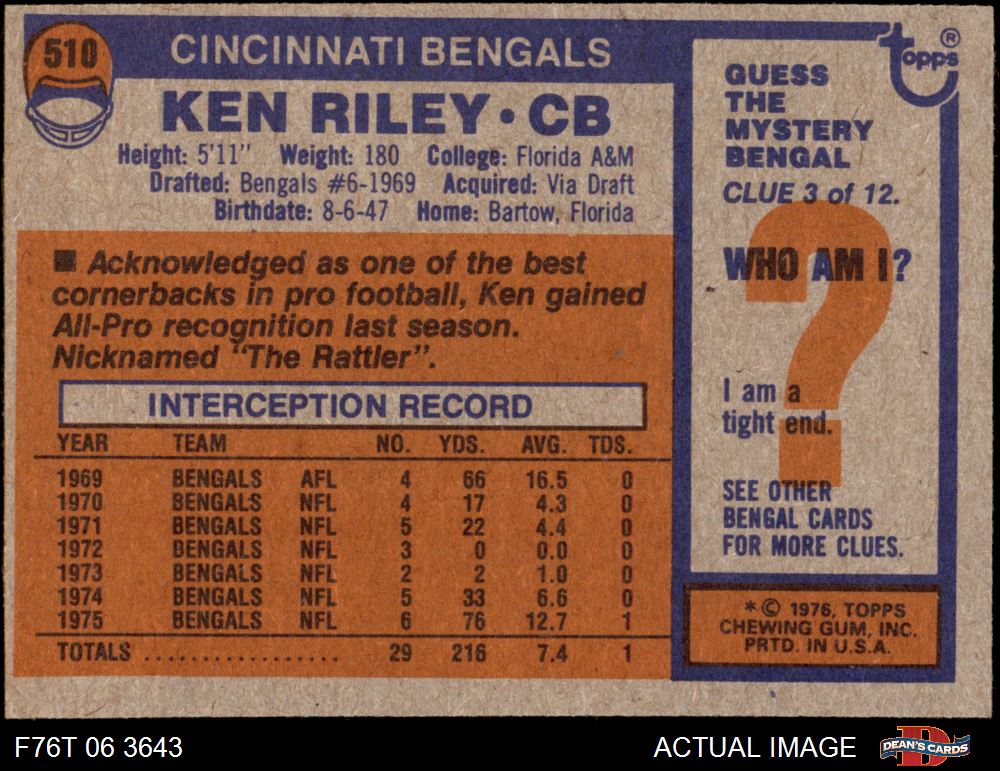 510
CINCINNATI BENGALS
KEN RILEY • CB
Height: 5'11" Weight: 180 College: Florida A&M
Drafted: Bengals #6-1969 Acquired: Via Draft
Birthdate: 8-6-47 Home: Bartow, Florida
■ Acknowledged as one of the best
cornerbacks in pro football, Ken gained
All-Pro recognition last season.
Nicknamed "The Rattler".
INTERCEPTION RECORD
YEAR TEAM NO. YDS. AVG. TDS.
1969 BENGALS AFL 4 66 16.5 0
1970 BENGALS NFL 4 17 4.3 0
1971 BENGALS NFL 5 22 4.4 0
1972 BENGALS NFL 3 0 0.0 0
1973 BENGALS NFL 2 2 1.0 0
1974 BENGALS NFL 5 33 6.6 0
1975 BENGALS NFL 6 76 12.7 1
TOTALS .................. 29 216 7.4 1
topps®
GUESS
THE
MYSTERY
BENGAL
CLUE 3 of 12.
WHO AM I?
?
I am a
tight end.
SEE OTHER
BENGAL CARDS
FOR MORE CLUES.
*© 1976, TOPPS
CHEWING GUM, INC.
PRTD. IN U.S.A.
F76T 06 3643
ACTUAL IMAGE
DEAN'S CARDS